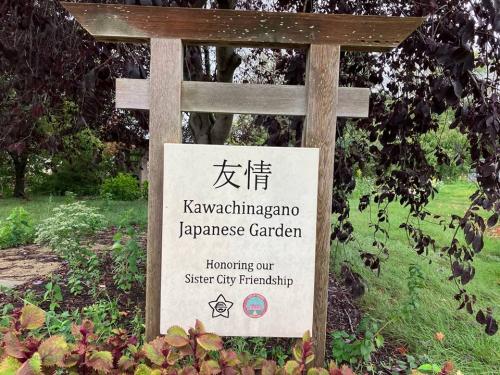 友情
Kawachinagano
Japanese Garden
Honoring our
Sister City Friendship